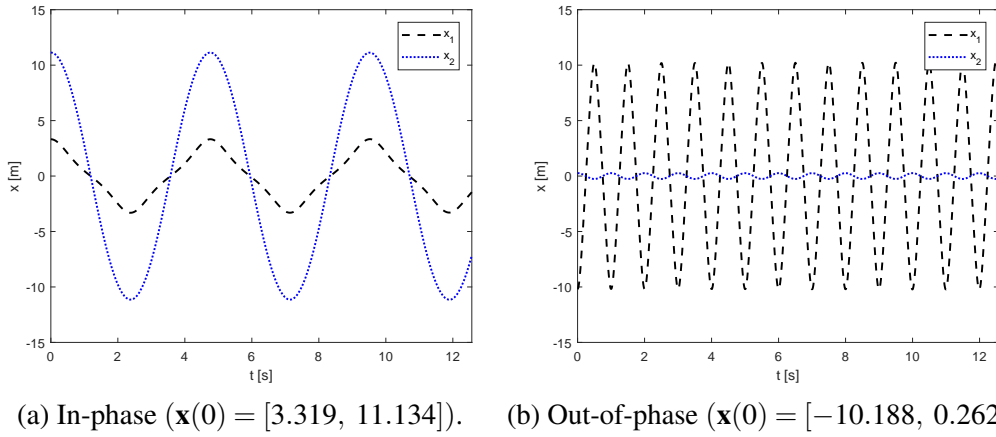 15
10
5
0
-5
-10
-15
x [m]
0 2 4 6 8 10 12
t [s]
x1
x2
(a) In-phase (x(0) = [3.319, 11.134]).
15
10
5
0
-5
-10
-15
x [m]
0 2 4 6 8 10 12
t [s]
x1
x2
(b) Out-of-phase (x(0) = [−10.188, 0.262